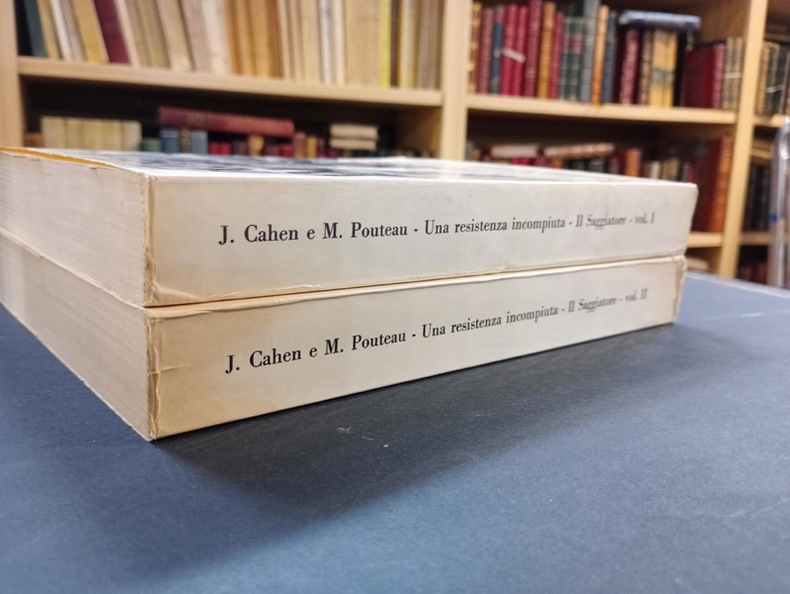 J. Cahen e M. Pouteau - Una resistenza incompiuta - Il Saggiatore - vol. I
J. Cahen e M. Pouteau - Una resistenza incompiuta - Il Saggiatore - vol. II